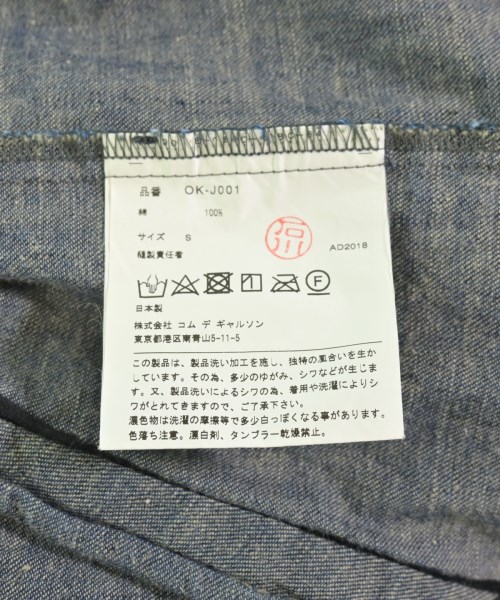 品番 OK-J001
綿 100%
サイズ S
縫製責任者
AD2018
日本製
株式会社 コム デ ギャルソン
東京都港区南青山5-11-5
この製品は、製品洗い加工を施し、独特の風合いを生か
しています。その為、多少のゆがみ、シワなどが生じま
す。又、製品洗いによるシワの為、着用や洗濯によりシ
ワがとれてきますので、ご了承下さい。
濃色物は洗濯の摩擦等で多少白っぽくなる事があります。
色落ち注意。漂白剤、タンブラー乾燥禁止。